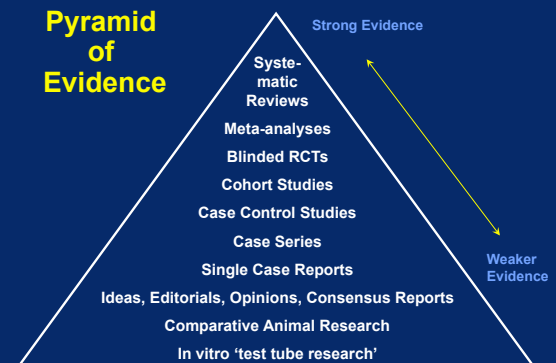 Pyramid
of
Evidence
Strong Evidence
Syste-
matic
Reviews
Meta-analyses
Blinded RCTs
Cohort Studies
Case Control Studies
Case Series
Single Case Reports
Weaker
Evidence
Ideas, Editorials, Opinions, Consensus Reports
Comparative Animal Research
In vitro ‘test tube research’